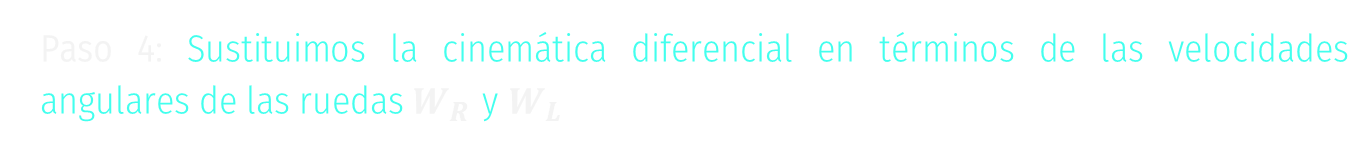 Paso 4: Sustituimos la cinemática diferencial en términos de las velocidades
angulares de las ruedas W_R y W_L